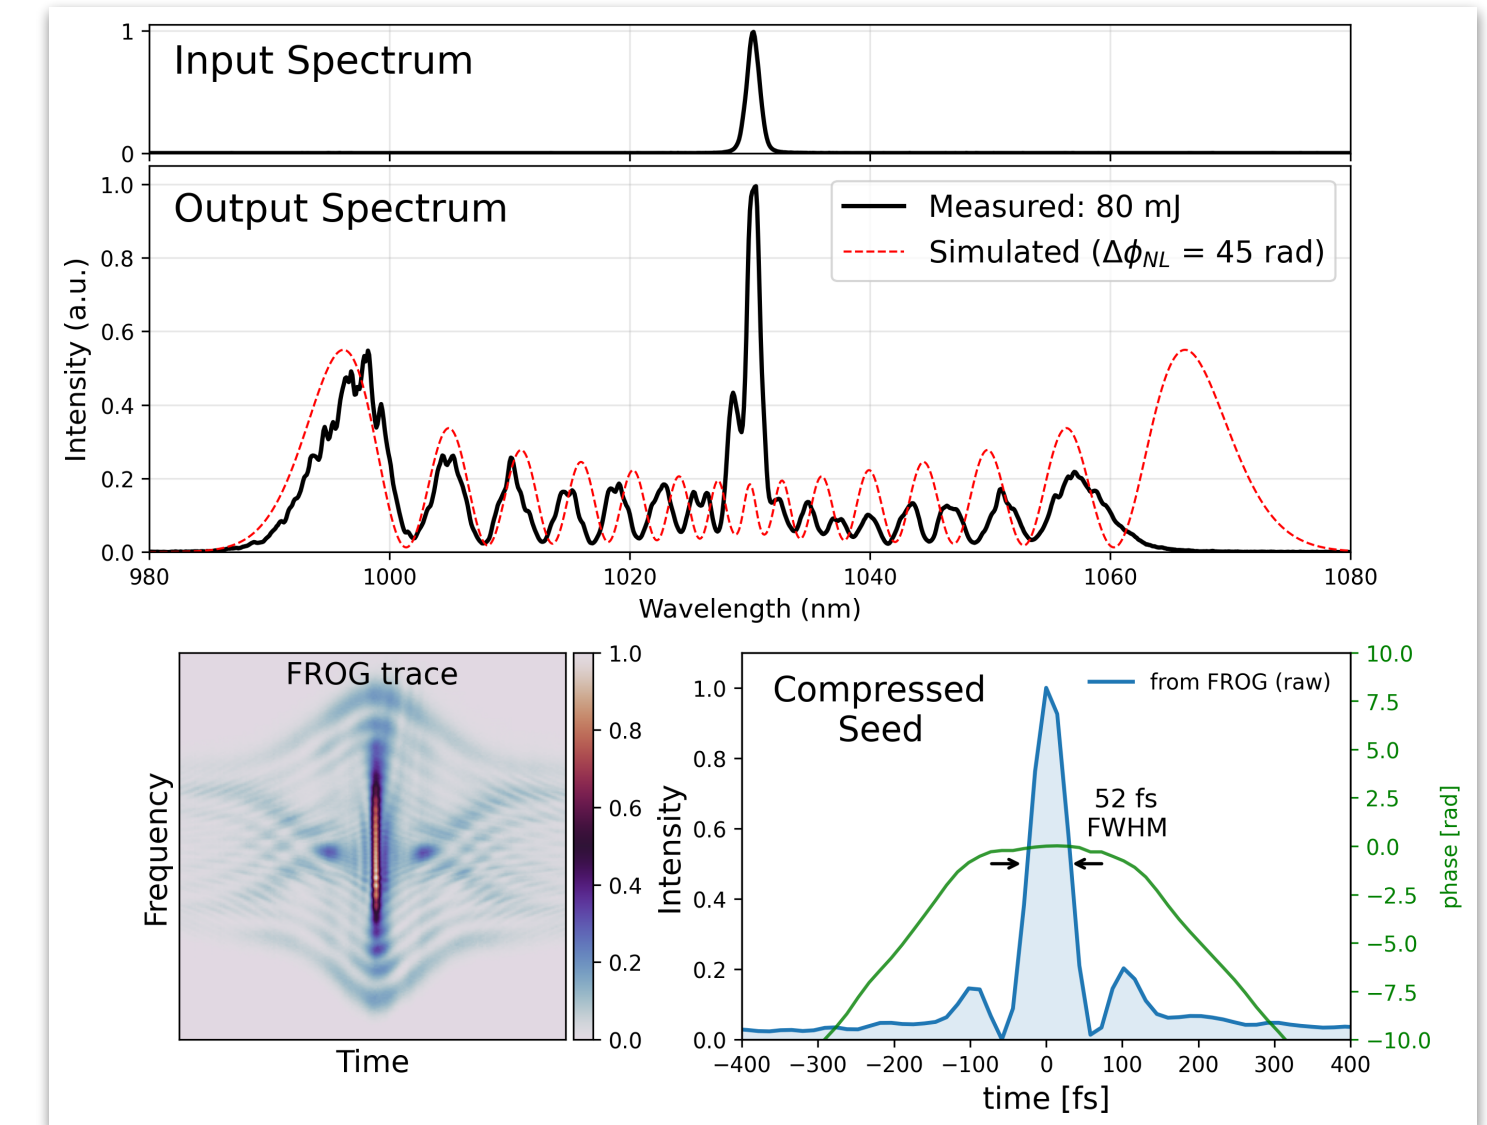 1
0
Input Spectrum
Output Spectrum
Measured: 80 mJ
Simulated (Δϕ_NL = 45 rad)
Intensity (a.u.)
1.0
0.8
0.6
0.4
0.2
0.0
980 1000 1020 1040 1060 1080
Wavelength (nm)
FROG trace
Frequency
Time
1.0
0.8
0.6
0.4
0.2
0.0
Compressed
Seed
from FROG (raw)
52 fs
FWHM
Intensity
1.0
0.8
0.6
0.4
0.2
0.0
−400 −300 −200 −100 0 100 200 300 400
time [fs]
10.0
7.5
5.0
2.5
0.0
−2.5
−5.0
−7.5
−10.0
phase [rad]